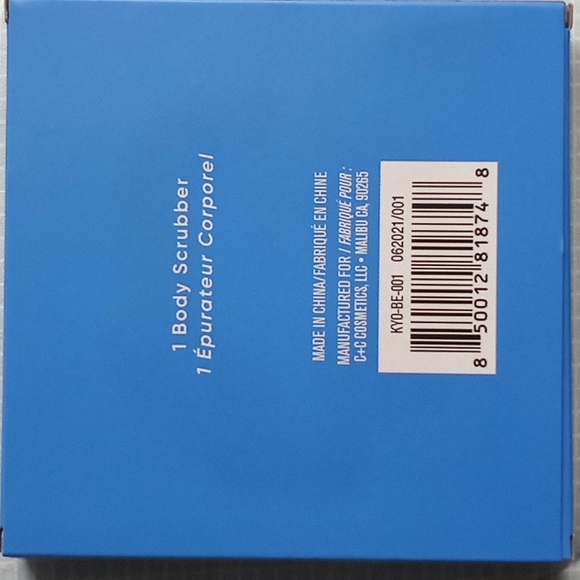 1 Body Scrubber
1 Épurateur Corporel
MADE IN CHINA/FABRIQUÉ EN CHINE
MANUFACTURED FOR / FABRIQUÉ POUR :
C+C COSMETICS, LLC • MALIBU CA, 90265
KYO-BE-001 062021/001
8 50012 81874 8